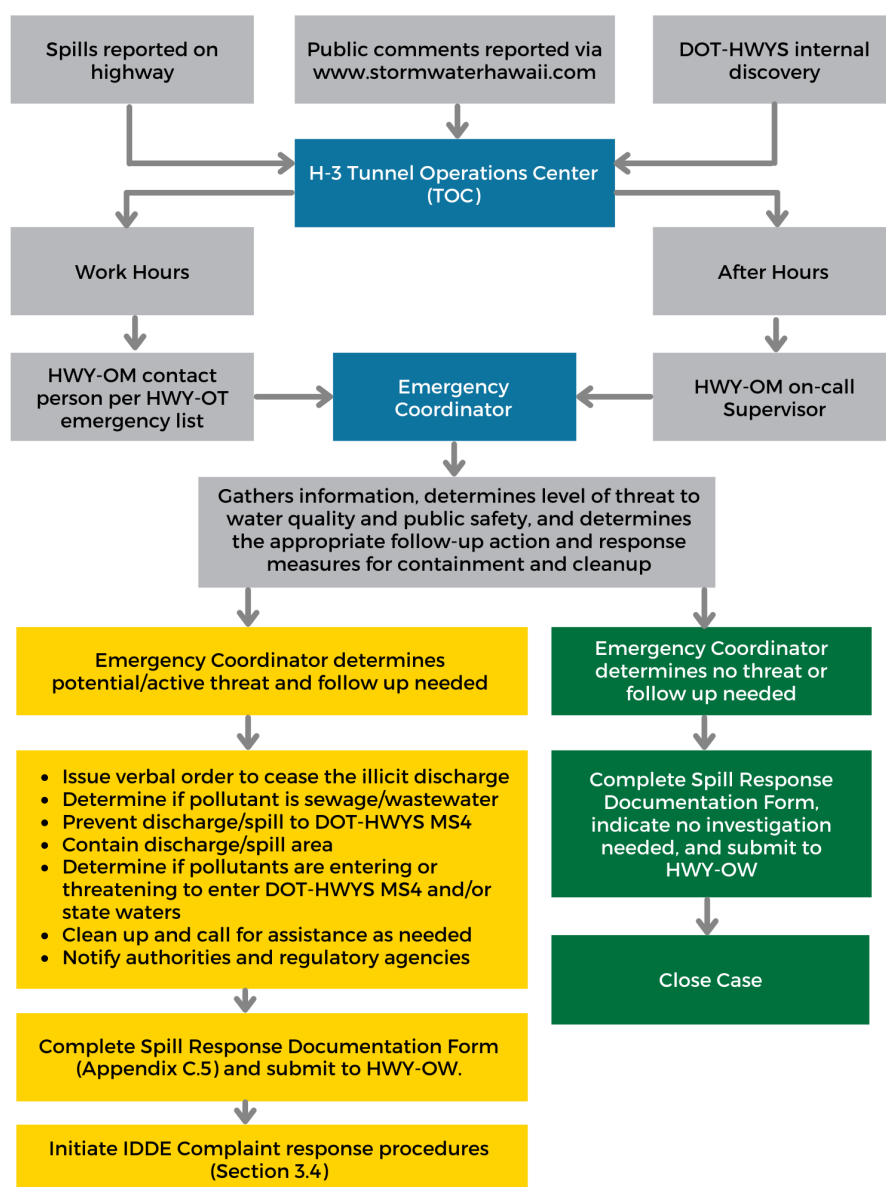 Spills reported on
highway
Public comments reported via
www.stormwaterhawaii.com
DOT-HWYS internal
discovery
H-3 Tunnel Operations Center
(TOC)
Work Hours
After Hours
HWY-OM contact
person per HWY-OT
emergency list
Emergency
Coordinator
HWY-OM on-call
Supervisor
Gathers information, determines level of threat to
water quality and public safety, and determines
the appropriate follow-up action and response
measures for containment and cleanup
Emergency Coordinator determines
potential/active threat and follow up needed
Emergency Coordinator
determines no threat or
follow up needed
• Issue verbal order to cease the illicit discharge
• Determine if pollutant is sewage/wastewater
• Prevent discharge/spill to DOT-HWYS MS4
• Contain discharge/spill area
• Determine if pollutants are entering or
threatening to enter DOT-HWYS MS4 and/or
state waters
• Clean up and call for assistance as needed
• Notify authorities and regulatory agencies
Complete Spill Response
Documentation Form,
indicate no investigation
needed, and submit to
HWY-OW
Close Case
Complete Spill Response Documentation Form
(Appendix C.5) and submit to HWY-OW.
Initiate IDDE Complaint response procedures
(Section 3.4)